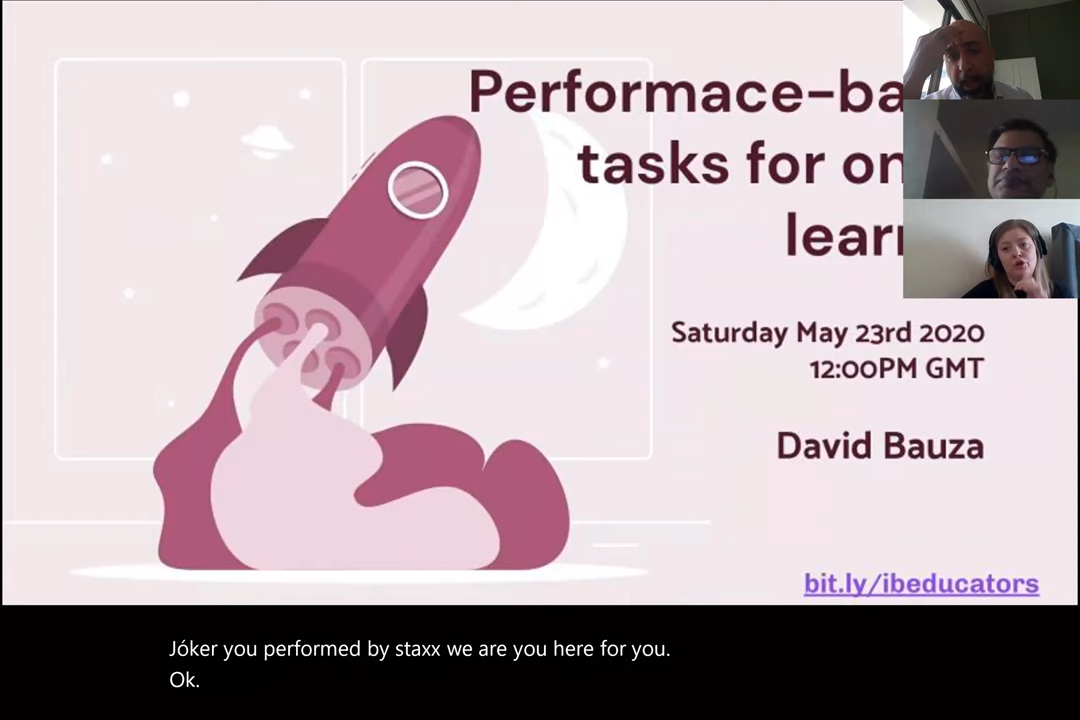 Performace-ba
tasks for on
lear
Saturday May 23rd 2020
12:00PM GMT
David Bauza
bit.ly/ibeducators
Jóker you performed by staxx we are you here for you.
Ok.